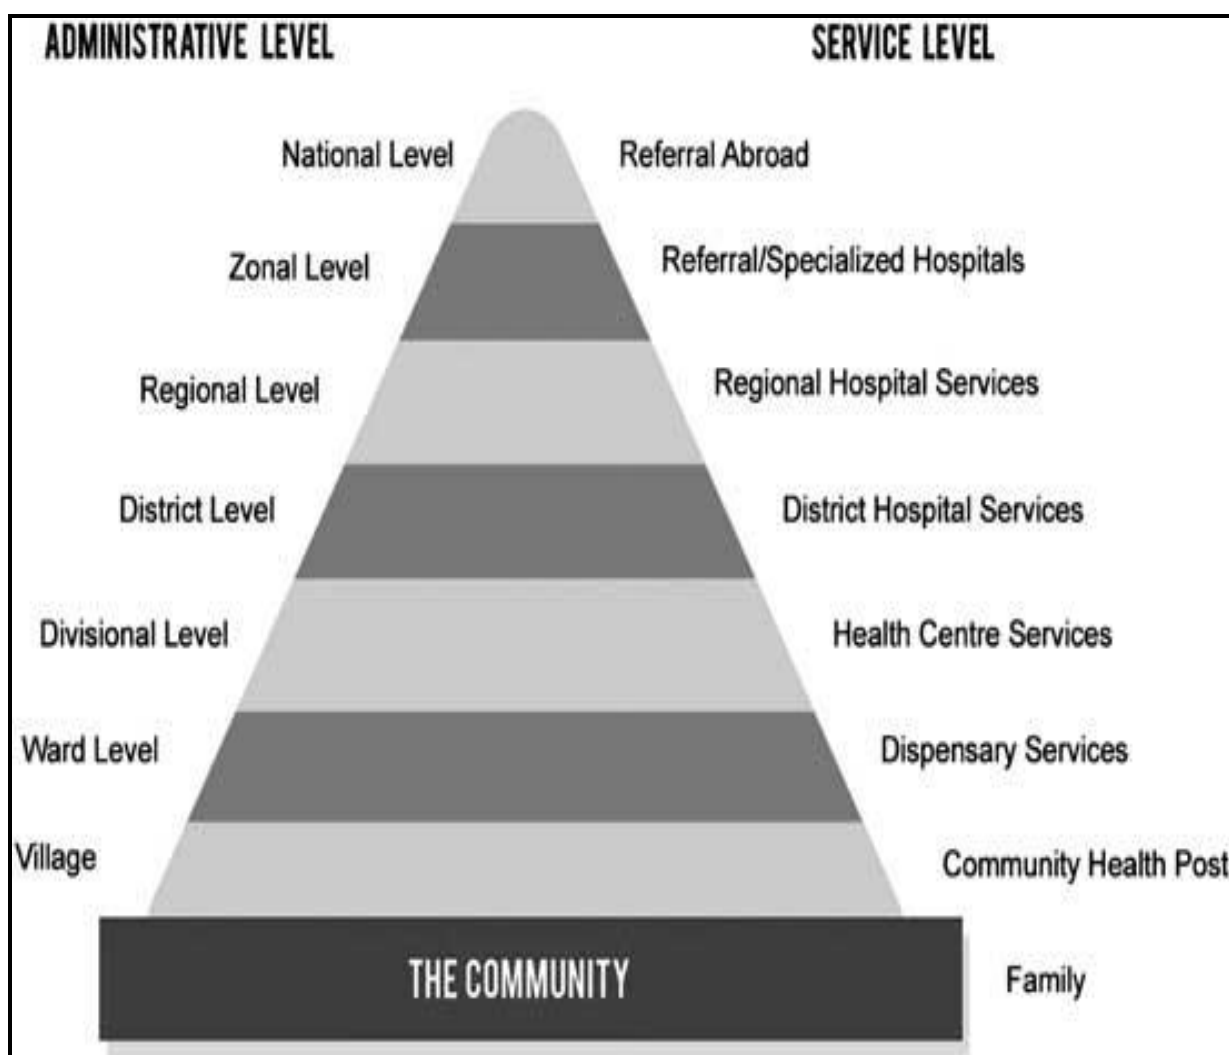 ADMINISTRATIVE LEVEL SERVICE LEVEL
National Level Referral Abroad
Zonal Level Referral/Specialized Hospitals
Regional Level Regional Hospital Services
District Level District Hospital Services
Divisional Level Health Centre Services
Ward Level Dispensary Services
Village Community Health Post
THE COMMUNITY Family